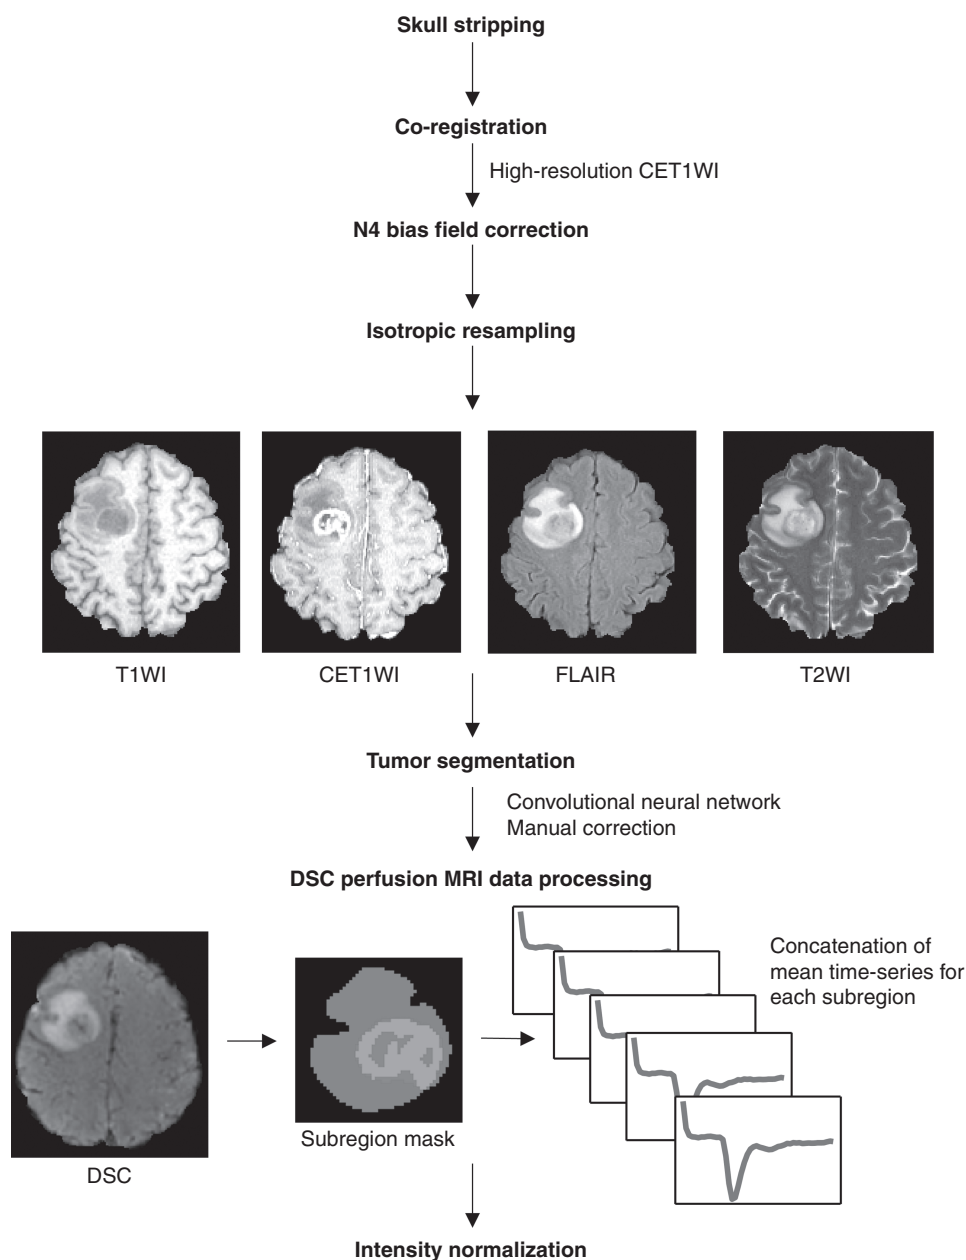 Skull stripping
Co-registration
High-resolution CET1WI
N4 bias field correction
Isotropic resampling
T1WI
CET1WI
FLAIR
T2WI
Tumor segmentation
Convolutional neural network
Manual correction
DSC perfusion MRI data processing
Concatenation of
mean time-series for
each subregion
Subregion mask
DSC
Intensity normalization